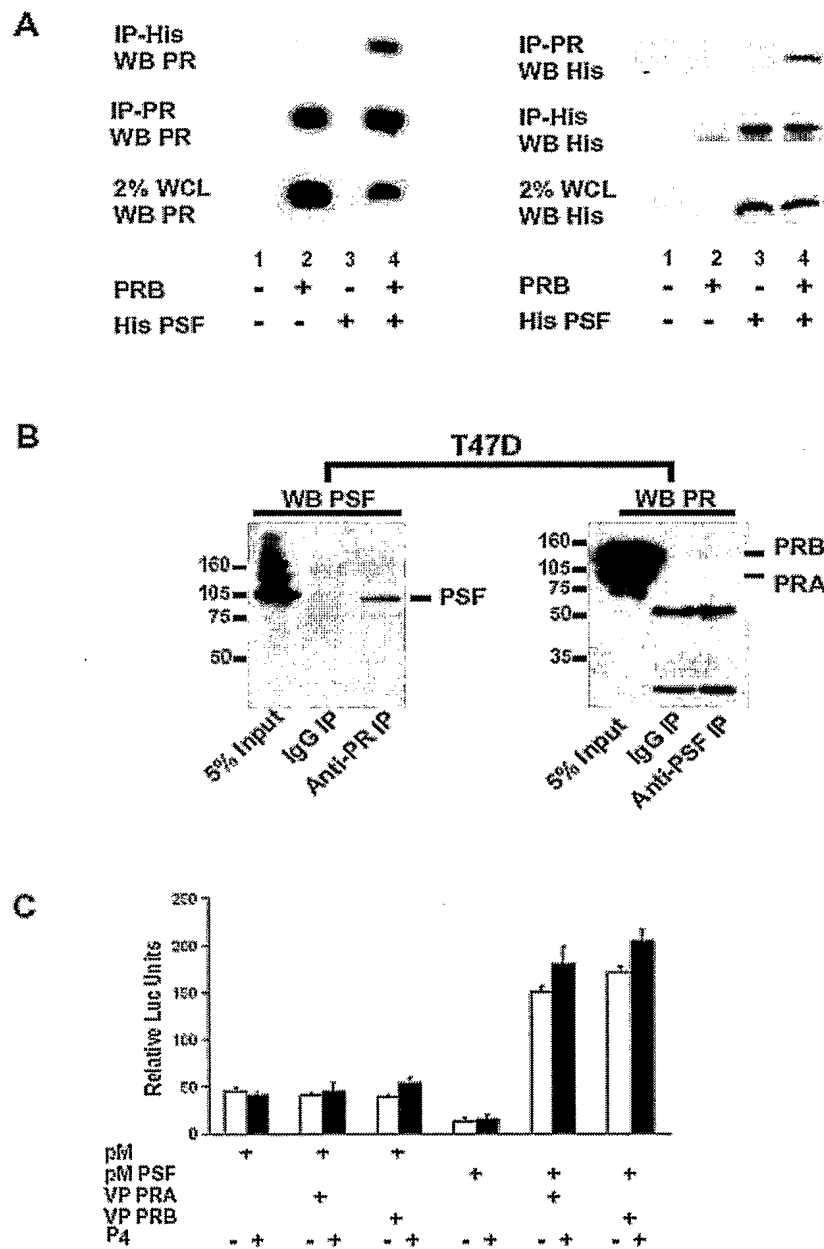 A
IP-His
WB PR
IP-PR
WB PR
2% WCL
WB PR
1 2 3 4
PRB - + - +
His PSF - - + +
IP-PR
WB His
IP-His
WB His
2% WCL
WB His
1 2 3 4
PRB - + - +
His PSF - - + +
B
T47D
WB PSF
160
105
75
50
PSF
5% Input
IgG IP
Anti-PR IP
WB PR
160
105
75
50
35
PRB
PRA
5% Input
IgG IP
Anti-PSF IP
C
Relative Luc Units
250
200
150
100
50
0
pM + + +
pM PSF + + +
VP PRA + +
VP PRB + +
P4 - + - + - + - + - + - +